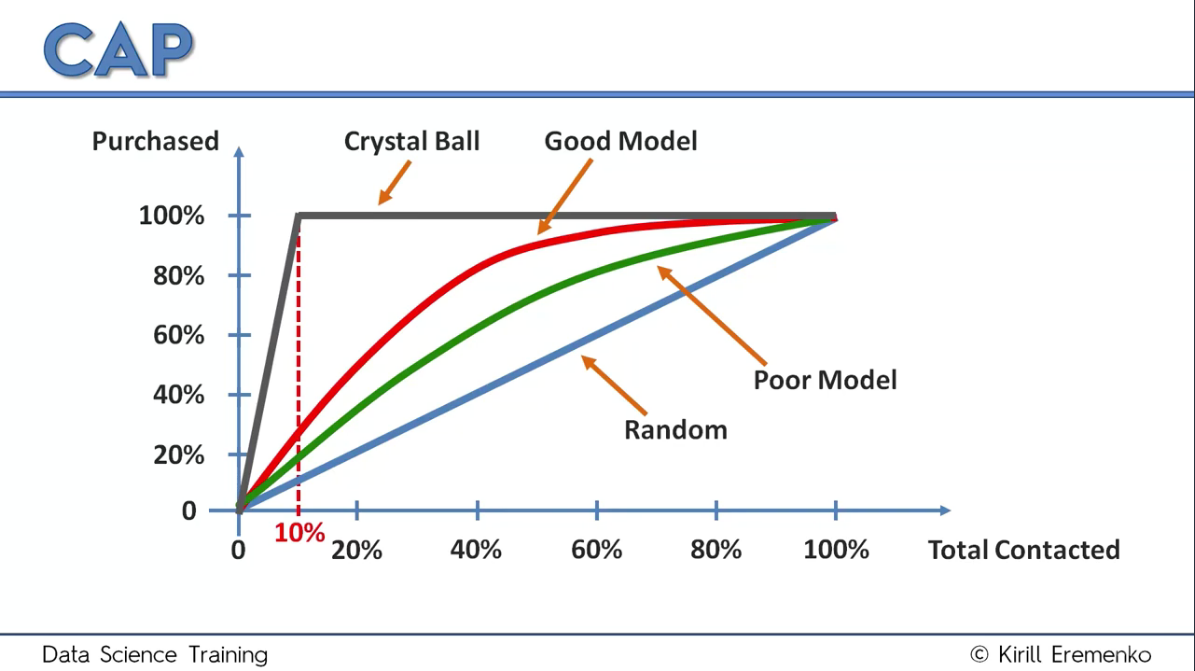 CAP
Purchased
Crystal Ball
Good Model
100%
80%
60%
40%
20%
0
Poor Model
Random
10%
0
20%
40%
60%
80%
100%
Total Contacted
Data Science Training
© Kirill Eremenko